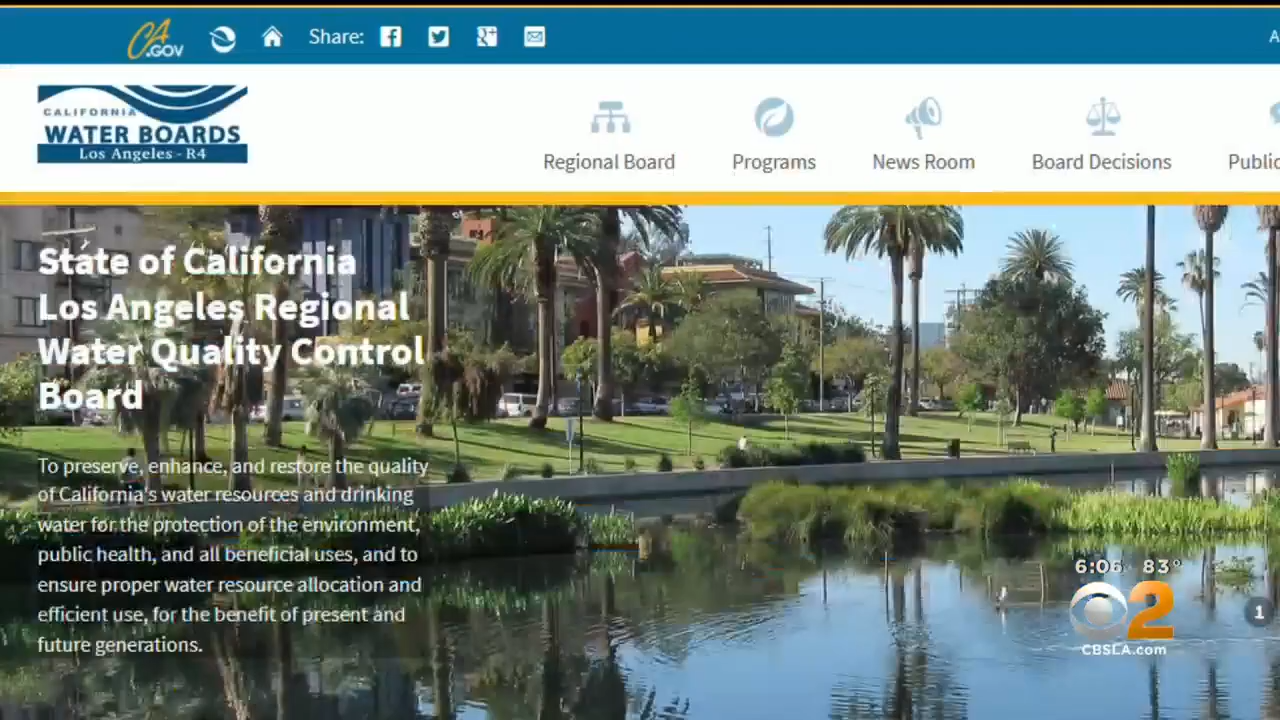 CA
.GOV
Share:
CALIFORNIA
WATER BOARDS
Los Angeles - R4
Regional Board
Programs
News Room
Board Decisions
Public
State of California
Los Angeles Regional
Water Quality Control
Board
To preserve, enhance, and restore the quality
of California's water resources and drinking
water for the protection of the environment,
public health, and all beneficial uses, and to
ensure proper water resource allocation and
efficient use, for the benefit of present and
future generations.
6:06 83°
2
CBSLA.com
1